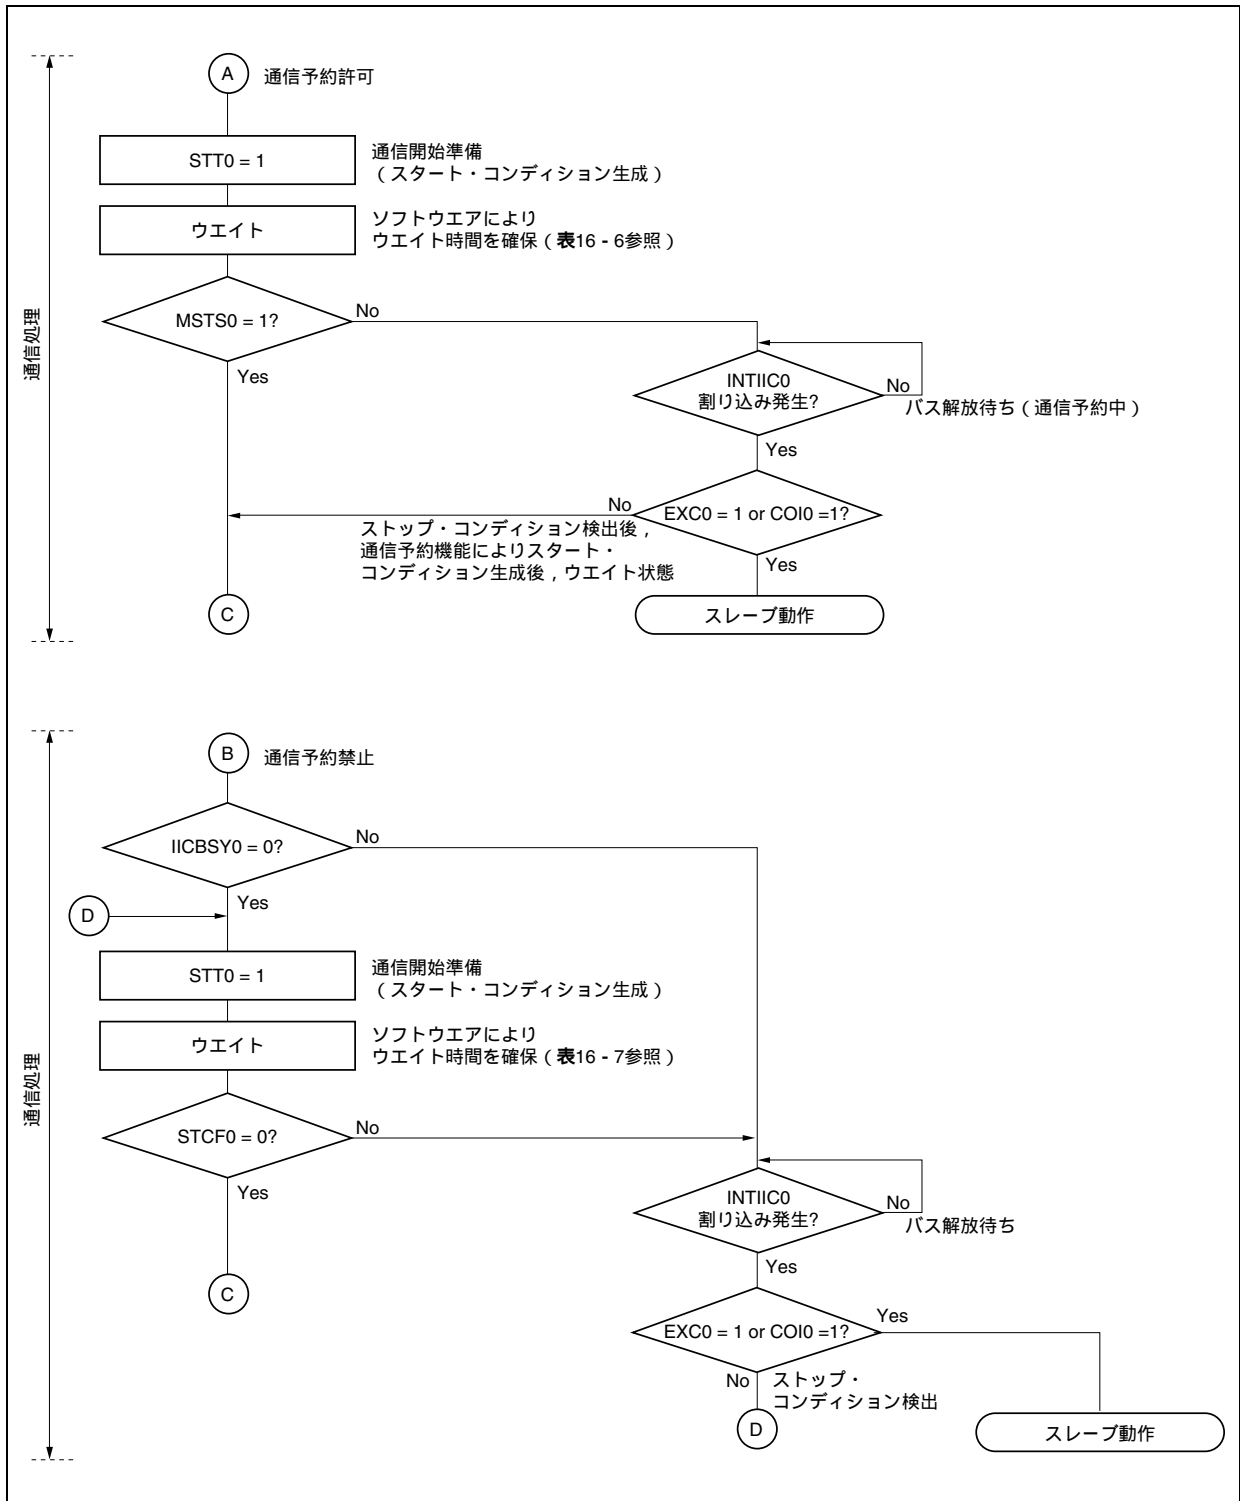 A 通信予約許可
STT0 = 1
通信開始準備
（スタート・コンディション生成）
ウエイト
ソフトウエアにより
ウエイト時間を確保（表16 - 6参照）
MSTS0 = 1?
No
Yes
INTIIC0
割り込み発生?
No
バス解放待ち（通信予約中）
Yes
EXC0 = 1 or COI0 =1?
No
ストップ・コンディション検出後，
通信予約機能によりスタート・
コンディション生成後，ウエイト状態
Yes
C
スレーブ動作
通信処理
B 通信予約禁止
IICBSY0 = 0?
No
Yes
D
STT0 = 1
通信開始準備
（スタート・コンディション生成）
ウエイト
ソフトウエアにより
ウエイト時間を確保（表16 - 7参照）
STCF0 = 0?
No
Yes
INTIIC0
割り込み発生?
No
バス解放待ち
Yes
C
EXC0 = 1 or COI0 =1?
Yes
No
ストップ・
コンディション検出
D
スレーブ動作
通信処理